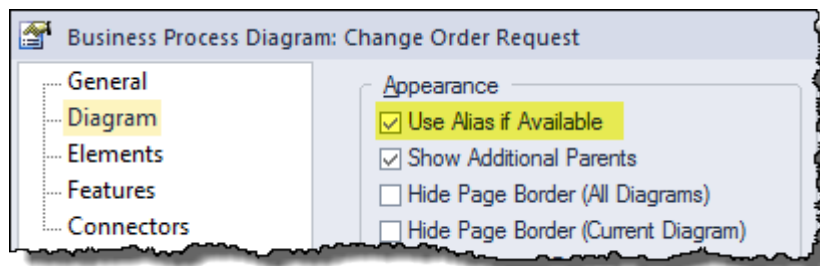 Business Process Diagram: Change Order Request
General
Diagram
Elements
Features
Connectors
Appearance
Use Alias if Available
Show Additional Parents
Hide Page Border (All Diagrams)
Hide Page Border (Current Diagram)